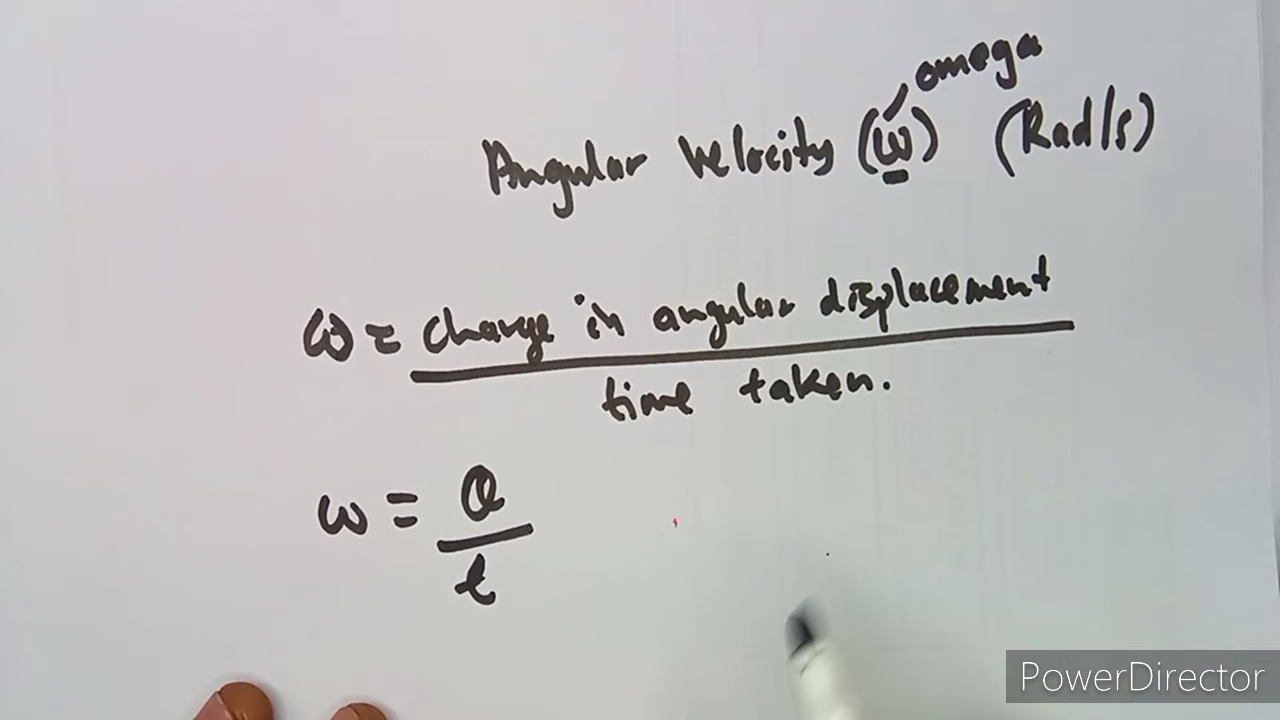 omega
Angular Velocity (ω) (Rad/s)
ω = change in angular displacement
time taken.
ω = θ
t
PowerDirector